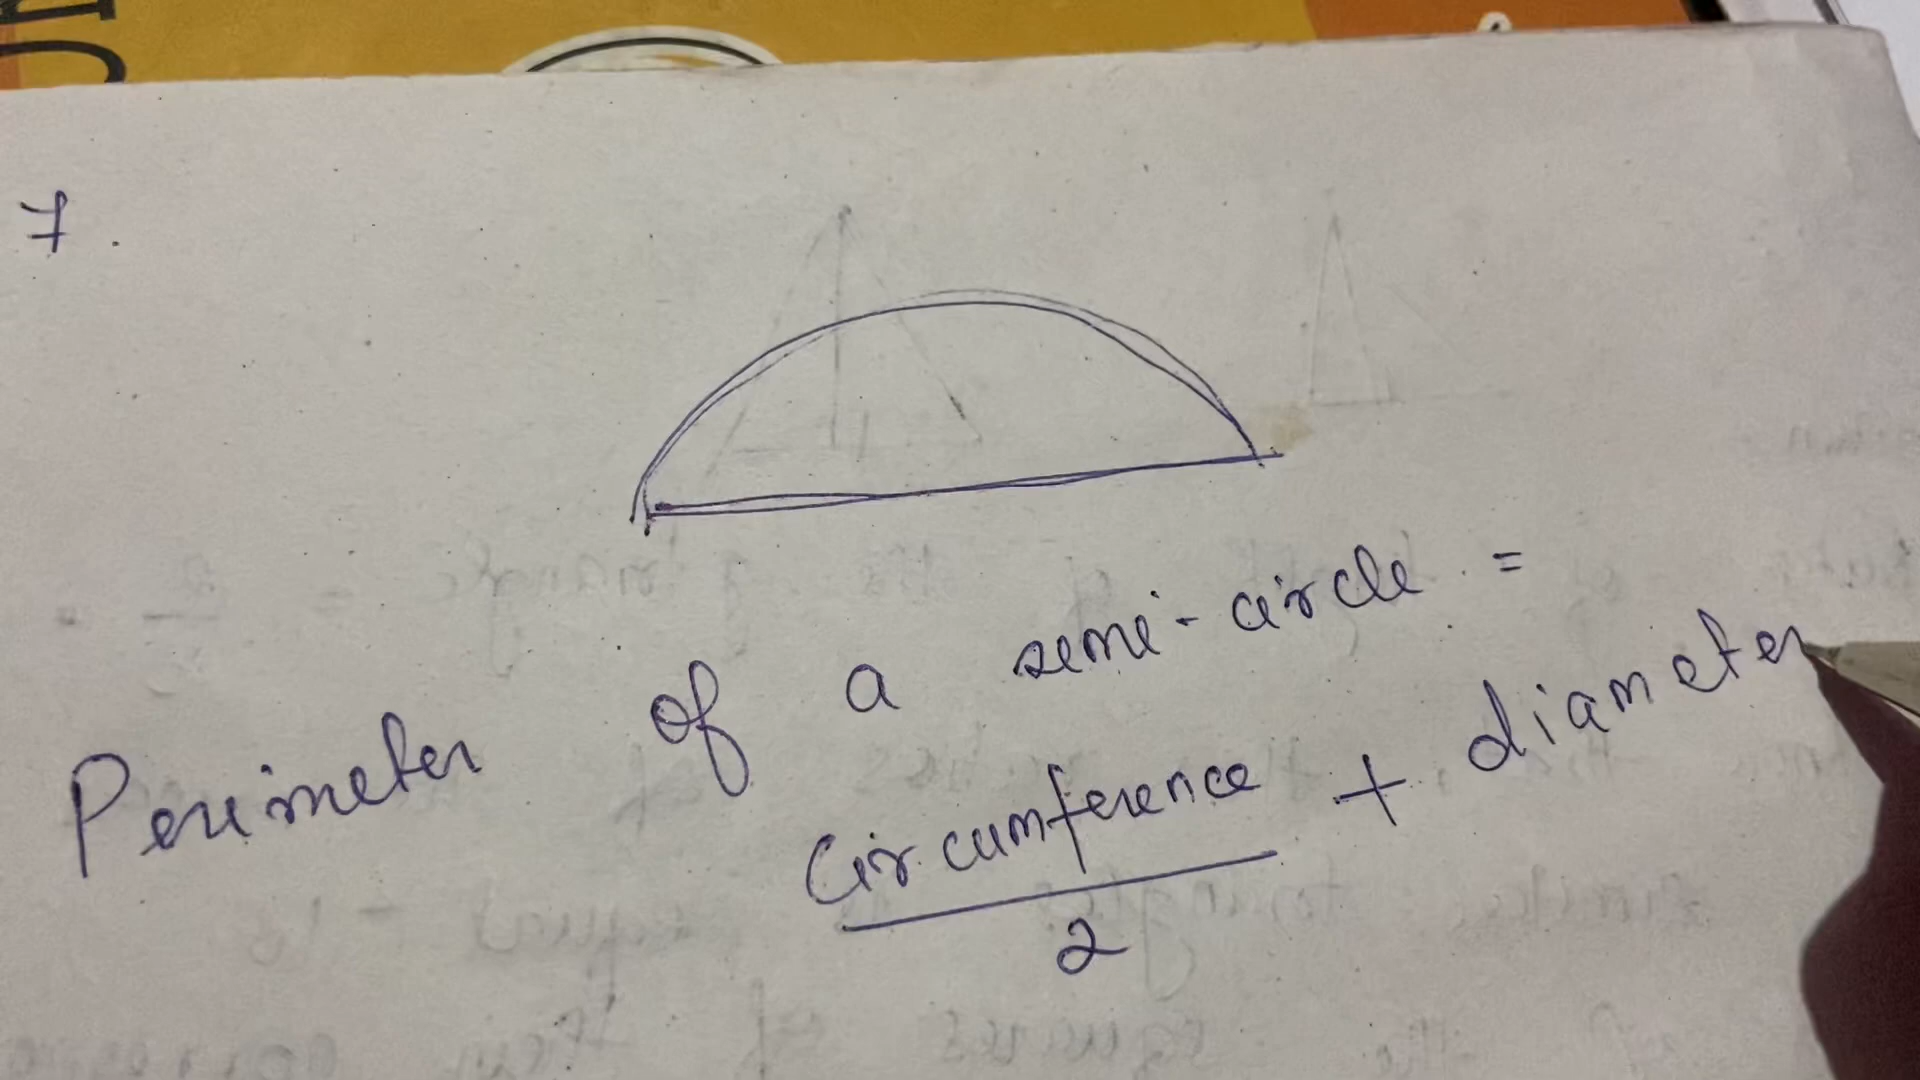 7.
Perimeter of a semi-circle =
Circumference + diameter
2